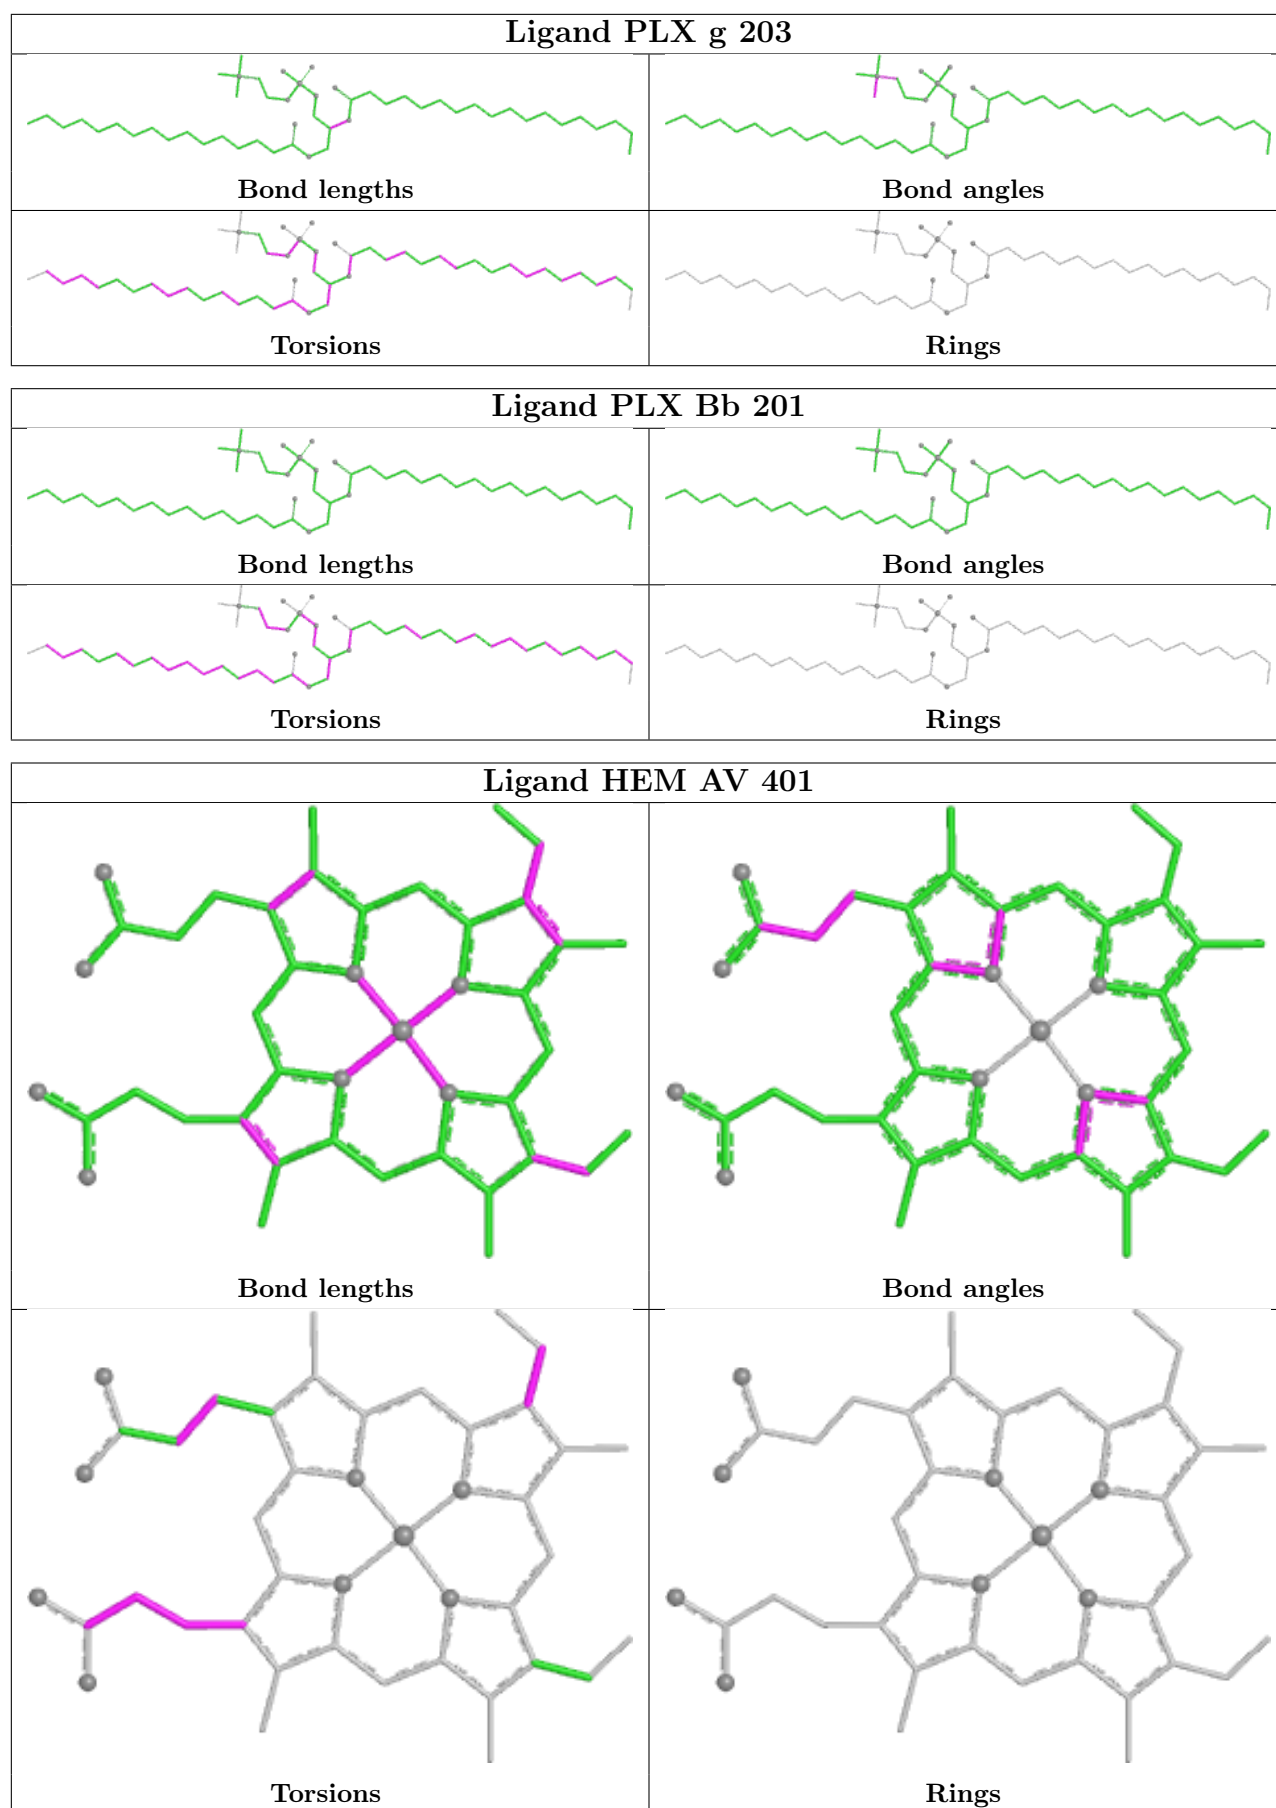 Ligand PLX g 203
Bond lengths
Bond angles
Torsions
Rings
Ligand PLX Bb 201
Bond lengths
Bond angles
Torsions
Rings
Ligand HEM AV 401
Bond lengths
Bond angles
Torsions
Rings